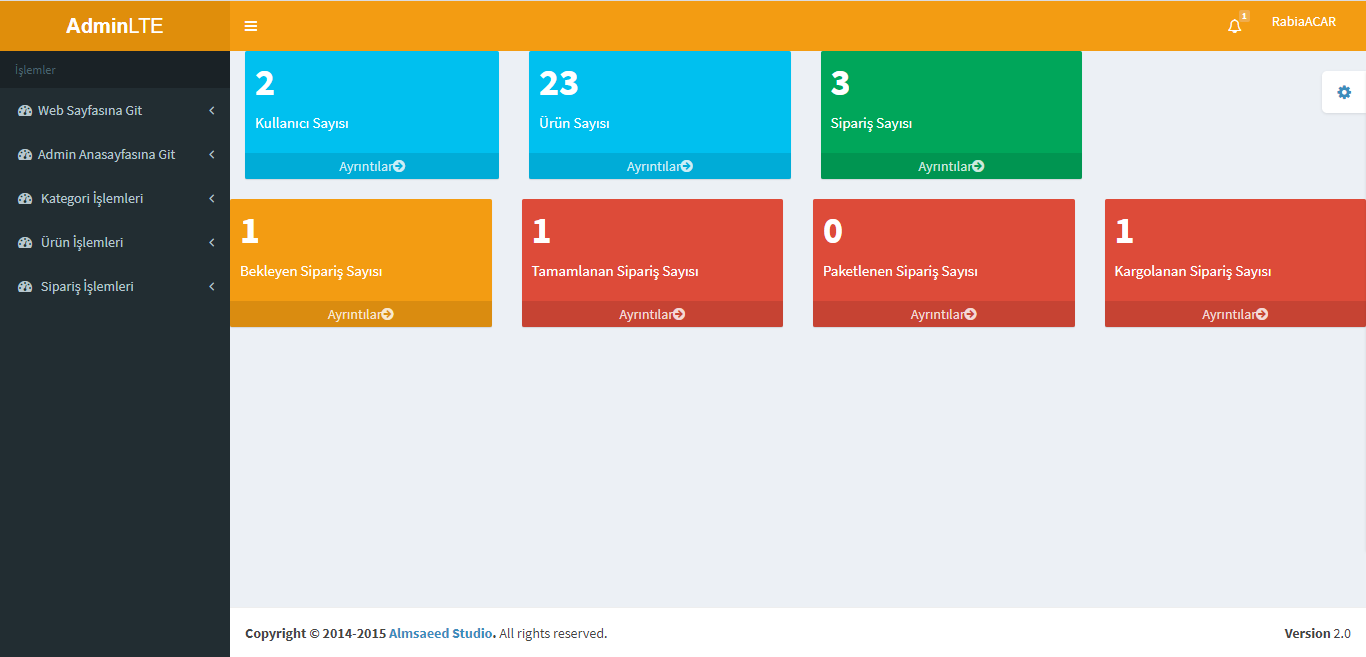 AdminLTE
1
RabiaACAR
İşlemler
Web Sayfasına Git
Admin Anasayfasına Git
Kategori İşlemleri
Ürün İşlemleri
Sipariş İşlemleri
2
Kullanıcı Sayısı
Ayrıntılar
23
Ürün Sayısı
Ayrıntılar
3
Sipariş Sayısı
Ayrıntılar
1
Bekleyen Sipariş Sayısı
Ayrıntılar
1
Tamamlanan Sipariş Sayısı
Ayrıntılar
0
Paketlenen Sipariş Sayısı
Ayrıntılar
1
Kargolanan Sipariş Sayısı
Ayrıntılar
Copyright © 2014-2015 Almsaeed Studio. All rights reserved.
Version 2.0